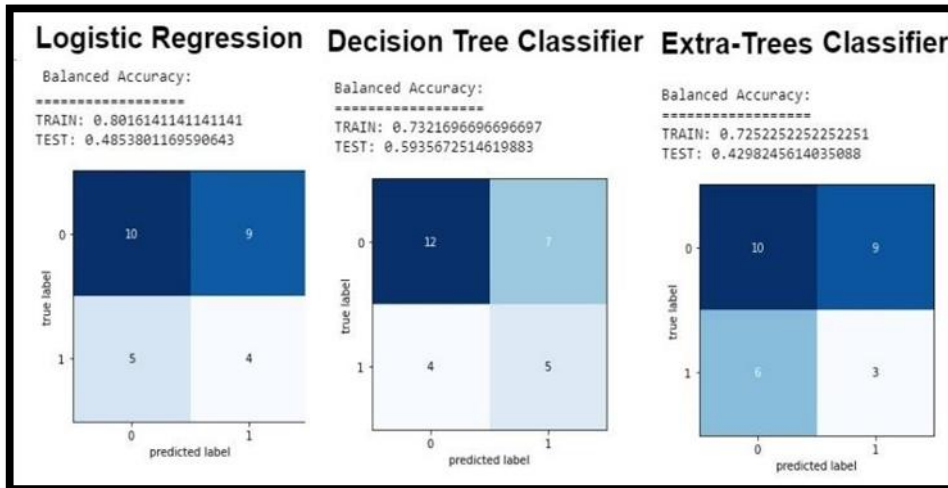 Logistic Regression
Balanced Accuracy:
==================
TRAIN: 0.8016141141141141
TEST: 0.4853801169590643
0
10
9
true label
1
5
4
0
1
predicted label
Decision Tree Classifier
Balanced Accuracy:
==================
TRAIN: 0.7321696696696697
TEST: 0.5935672514619883
0
12
7
true label
1
4
5
0
1
predicted label
Extra-Trees Classifier
Balanced Accuracy:
==================
TRAIN: 0.7252252252252251
TEST: 0.4298245614035088
0
10
9
true label
1
6
3
0
1
predicted label